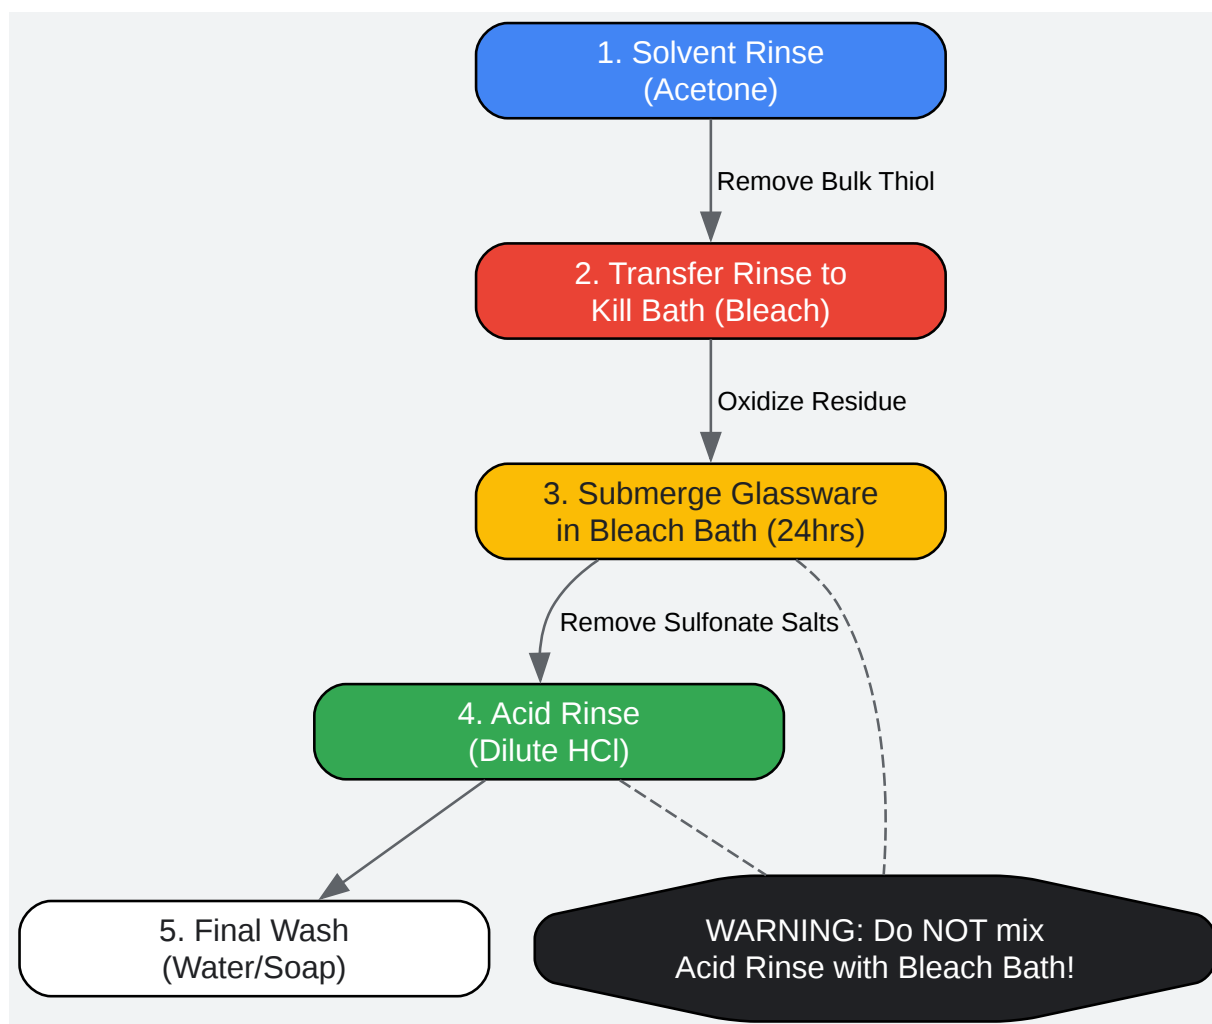 1. Solvent Rinse
(Acetone)
Remove Bulk Thiol
2. Transfer Rinse to
Kill Bath (Bleach)
Oxidize Residue
3. Submerge Glassware
in Bleach Bath (24hrs)
Remove Sulfonate Salts
4. Acid Rinse
(Dilute HCl)
5. Final Wash
(Water/Soap)
WARNING: Do NOT mix
Acid Rinse with Bleach Bath!